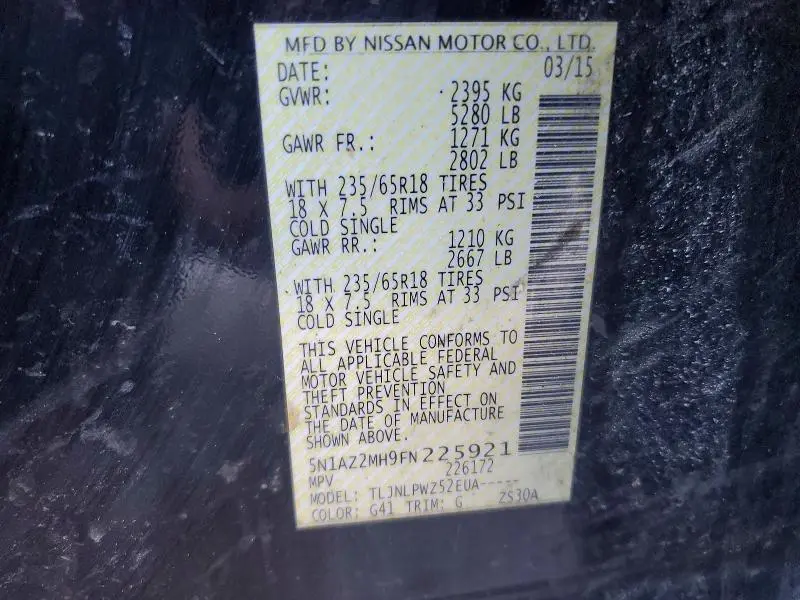 MFD BY NISSAN MOTOR CO., LTD.
DATE: 03/15
GVWR: 2395 KG
5280 LB
GAWR FR.: 1271 KG
2802 LB
WITH 235/65R18 TIRES
18 X 7.5 RIMS AT 33 PSI
COLD SINGLE
GAWR RR.: 1210 KG
2667 LB
WITH 235/65R18 TIRES
18 X 7.5 RIMS AT 33 PSI
COLD SINGLE
THIS VEHICLE CONFORMS TO
ALL APPLICABLE FEDERAL
MOTOR VEHICLE SAFETY AND
THEFT PREVENTION
STANDARDS IN EFFECT ON
THE DATE OF MANUFACTURE
SHOWN ABOVE.
5N1AZ2MH9FN225921
226172
MPV
MODEL: TLJNLPWZ52EUA-----
COLOR: G41 TRIM: G ZS30A